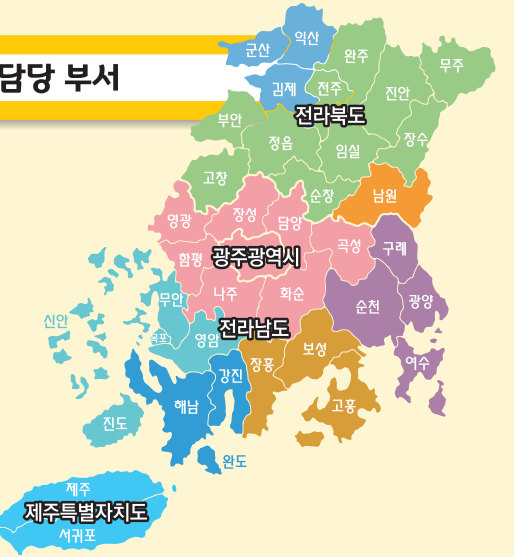 담당 부서
군산
익산
완주
무주
김제
전주
진안
전라북도
부안
정읍
임실
장수
고창
순창
남원
영광
장성
담양
곡성
구례
함평
광주광역시
무안
나주
화순
순천
광양
신안
목포
영암
전라남도
보성
여수
강진
장흥
해남
고흥
진도
완도
제주
제주특별자치도
서귀포